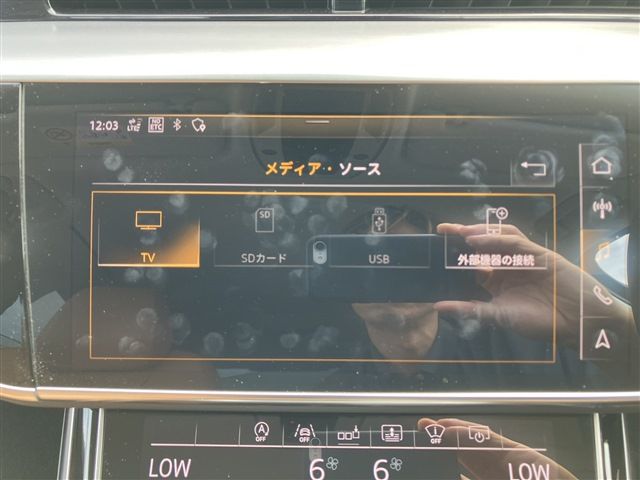 12:03 LTE NO ETC
メディア・ソース
SD
TV SDカード USB 外部機器の接続
A OFF OFF OFF
LOW 6 6 LOW